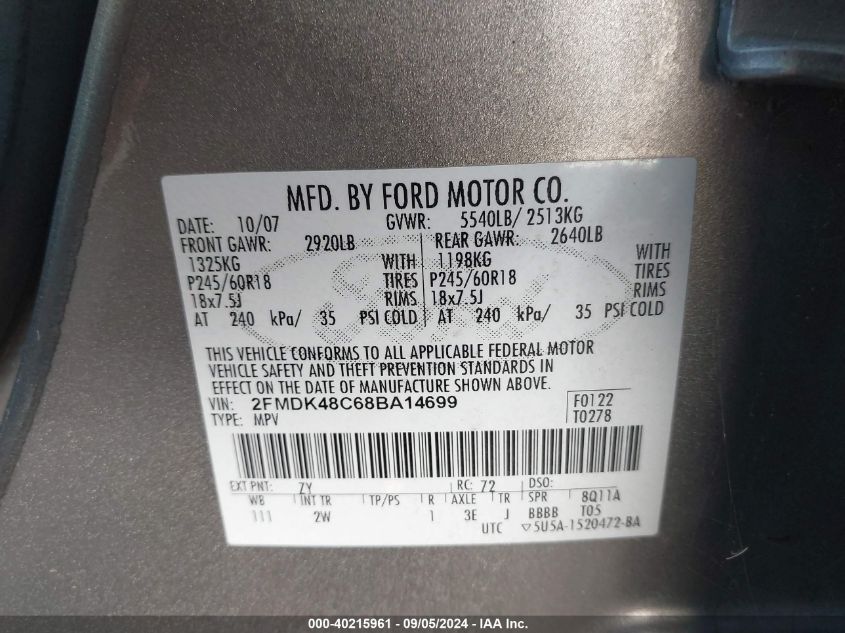 MFD. BY FORD MOTOR CO.
DATE: 10/07 GVWR: 5540LB/ 2513KG
FRONT GAWR: 2920LB REAR GAWR: 2640LB
1325KG WITH 1198KG WITH
P245/60R18 TIRES P245/60R18 TIRES
18x7.5J RIMS 18x7.5J RIMS
AT 240 kPa/ 35 PSI COLD AT 240 kPa/ 35 PSI COLD
THIS VEHICLE CONFORMS TO ALL APPLICABLE FEDERAL MOTOR
VEHICLE SAFETY AND THEFT PREVENTION STANDARDS IN
EFFECT ON THE DATE OF MANUFACTURE SHOWN ABOVE.
VIN: 2FMDK48C68BA14699 F0122
TYPE: MPV T0278
EXT PNT: ZY RC: 72 DSO:
WB INT TR TP/PS R AXLE TR SPR 8Q11A
111 2W 1 3E J BBBB T05
UTC ▽5U5A-1520472-BA
000-40215961 - 09/05/2024 - IAA Inc.